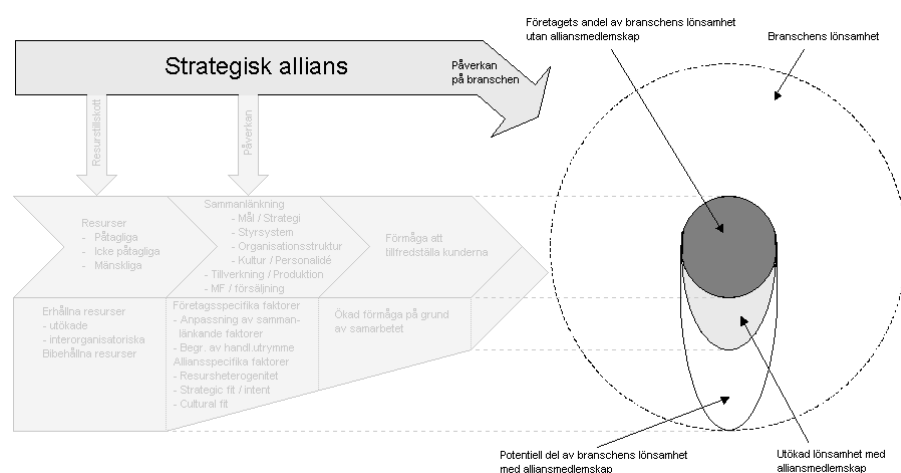 Företagets andel av branschens lönsamhet
utan alliansmedlemskap
Branschens lönsamhet
Strategisk allians
Påverkan
på branschen
Resurstillskott
Påverkan
Resurser
- Påtagliga
- Icke påtagliga
- Mänskliga
Sammanlänkning
- Mål / Strategi
- Styrsystem
- Organisationsstruktur
- Kultur / Personalidé
- Tillverkning / Produktion
- MF / försäljning
Förmåga att
tillfredställa kunderna
Erhållna resurser
- utökade
- interorganisatoriska
Bibehållna resurser
Företagsspecifika faktorer
- Anpassning av samman-
länkande faktorer
- Begr. av handl.utrymme
Alliansspecifika faktorer
- Resursheterogenitet
- Strategic fit / intent
- Cultural fit
Ökad förmåga på grund
av samarbetet
Potentiell del av branschens lönsamhet
med alliansmedlemskap
Utökad lönsamhet med
alliansmedlemskap